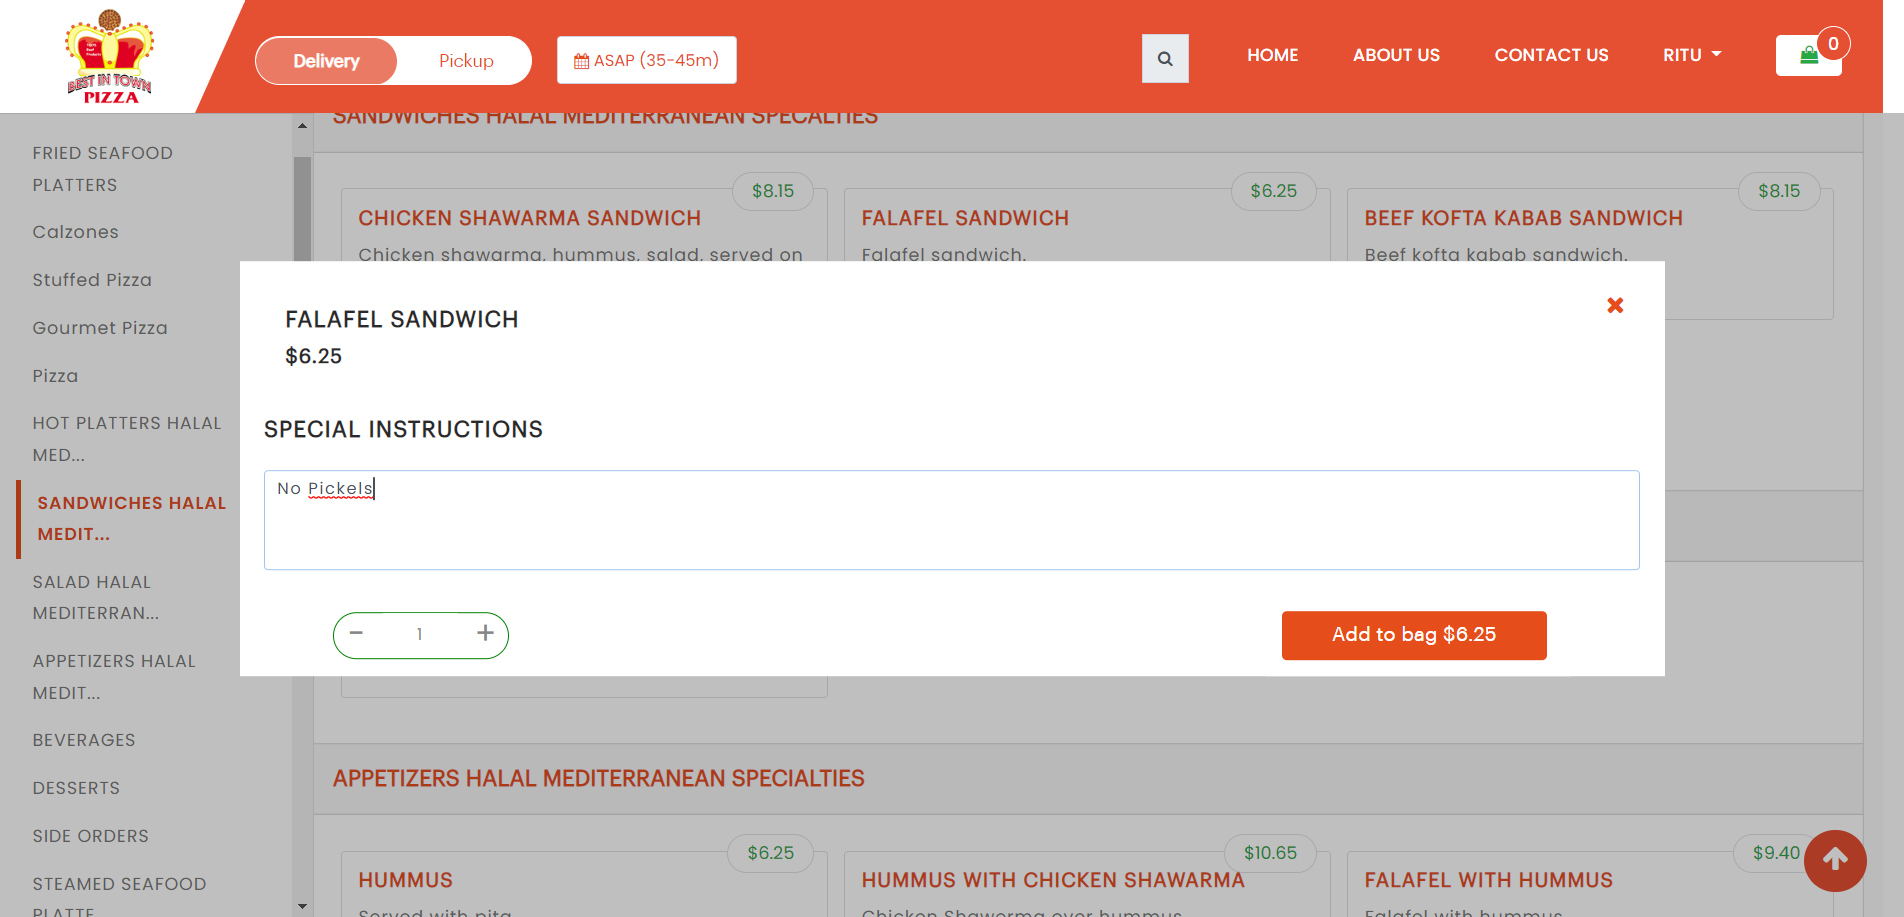 BEST IN TOWN
PIZZA
Delivery
Pickup
ASAP (35-45m)
HOME
ABOUT US
CONTACT US
RITU
0
FRIED SEAFOOD
PLATTERS
Calzones
Stuffed Pizza
Gourmet Pizza
Pizza
HOT PLATTERS HALAL
MED...
SANDWICHES HALAL
MEDIT...
SALAD HALAL
MEDITERRAN...
APPETIZERS HALAL
MEDIT...
BEVERAGES
DESSERTS
SIDE ORDERS
STEAMED SEAFOOD
PLATTE
SANDWICHES HALAL MEDITERRANEAN SPECIALTIES
$8.15
CHICKEN SHAWARMA SANDWICH
Chicken shawarma, hummus, salad, served on
$6.25
FALAFEL SANDWICH
Falafel sandwich.
$8.15
BEEF KOFTA KABAB SANDWICH
Beef kofta kabab sandwich.
FALAFEL SANDWICH
$6.25
SPECIAL INSTRUCTIONS
No Pickels
1
Add to bag $6.25
APPETIZERS HALAL MEDITERRANEAN SPECIALTIES
$6.25
HUMMUS
Served with pita
$10.65
HUMMUS WITH CHICKEN SHAWARMA
Chicken Shawerma over hummus
$9.40
FALAFEL WITH HUMMUS
Falafel with hummus